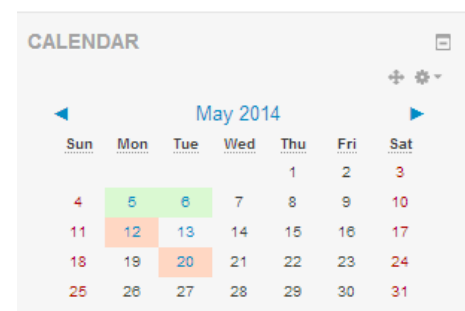 CALENDAR
May 2014
Sun Mon Tue Wed Thu Fri Sat
1 2 3
4 5 6 7 8 9 10
11 12 13 14 15 16 17
18 19 20 21 22 23 24
25 26 27 28 29 30 31